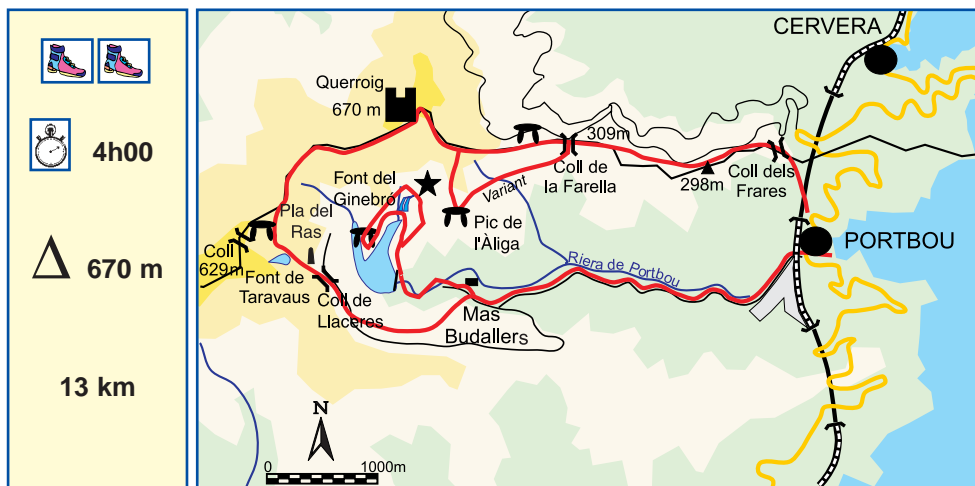 4h00
Δ 670 m
13 km
CERVERA
Querroig
670 m
309m
Coll de
la Farella
298m
Coll dels
Frares
Variant
Font del
Ginebró
Pla del
Ras
Pic de
l'Àliga
PORTBOU
Coll
629m
Font de
Taravaus
Coll de
Llaceres
Riera de Portbou
Mas
Budallers
N
0
1000m